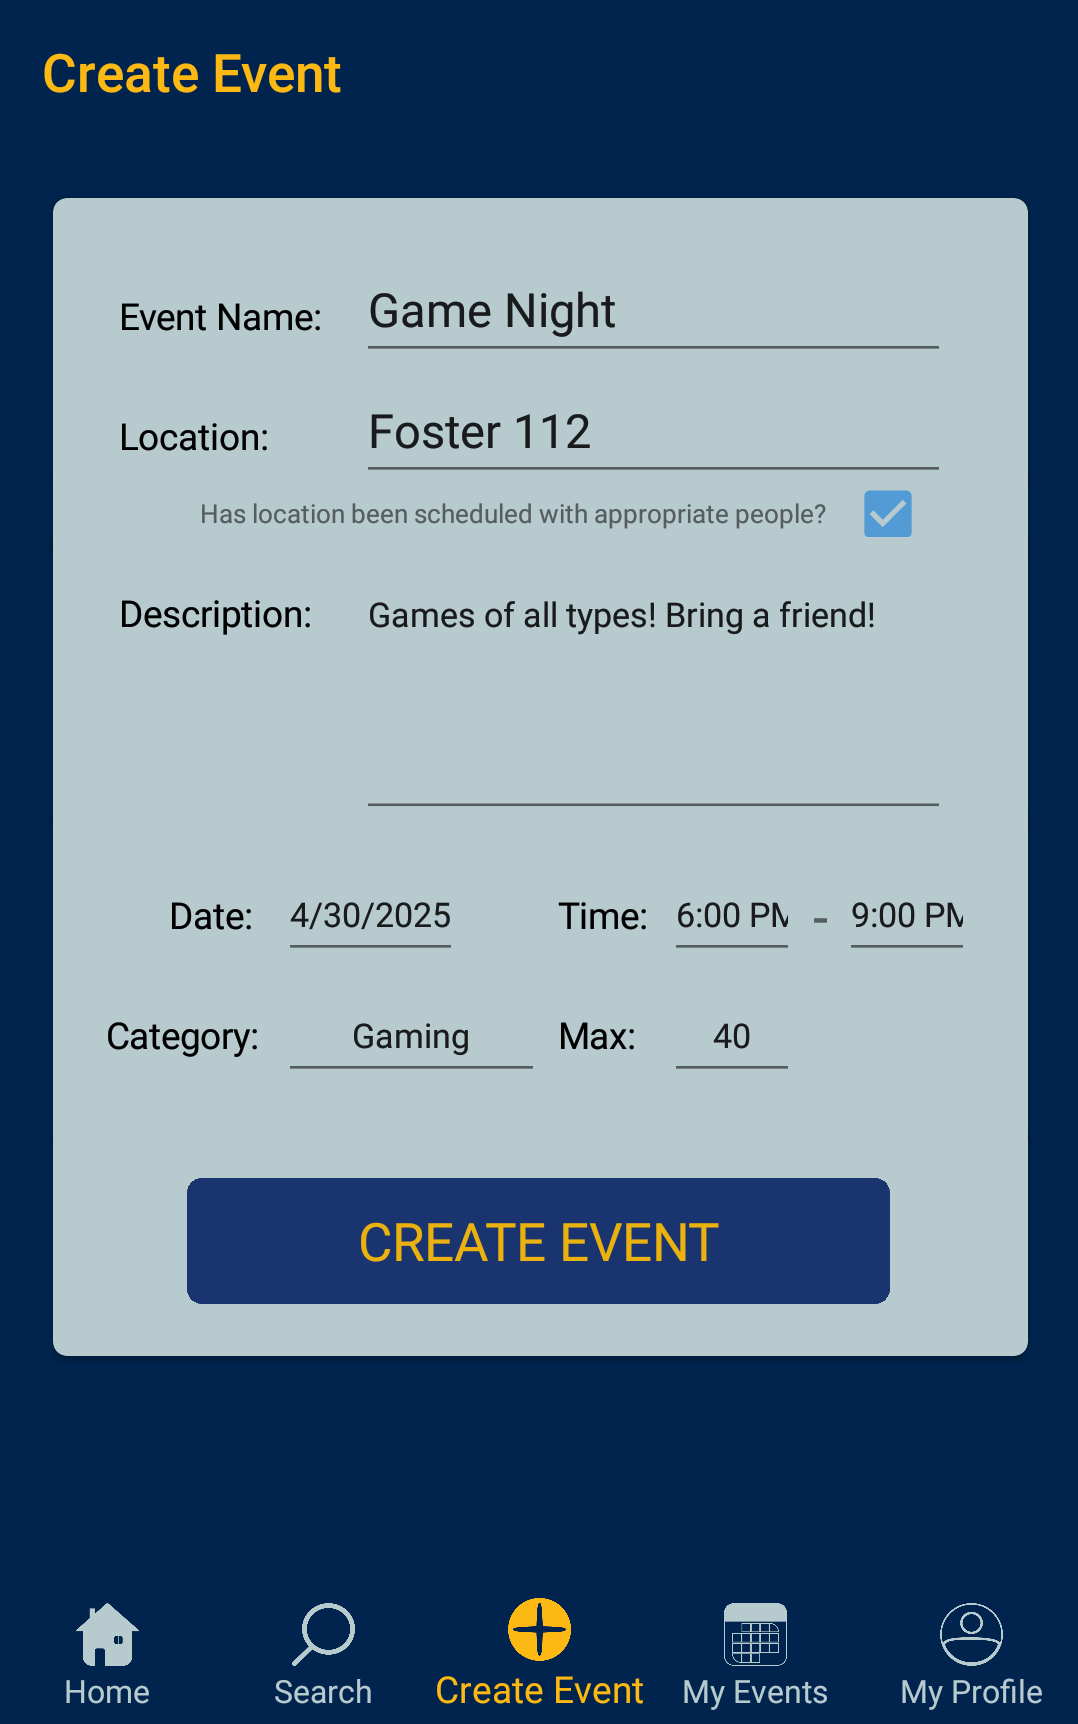 Create Event
Event Name: Game Night
Location: Foster 112
Has location been scheduled with appropriate people?
Description: Games of all types! Bring a friend!
Date: 4/30/2025 Time: 6:00 PM - 9:00 PM
Category: Gaming Max: 40
CREATE EVENT
Home Search Create Event My Events My Profile